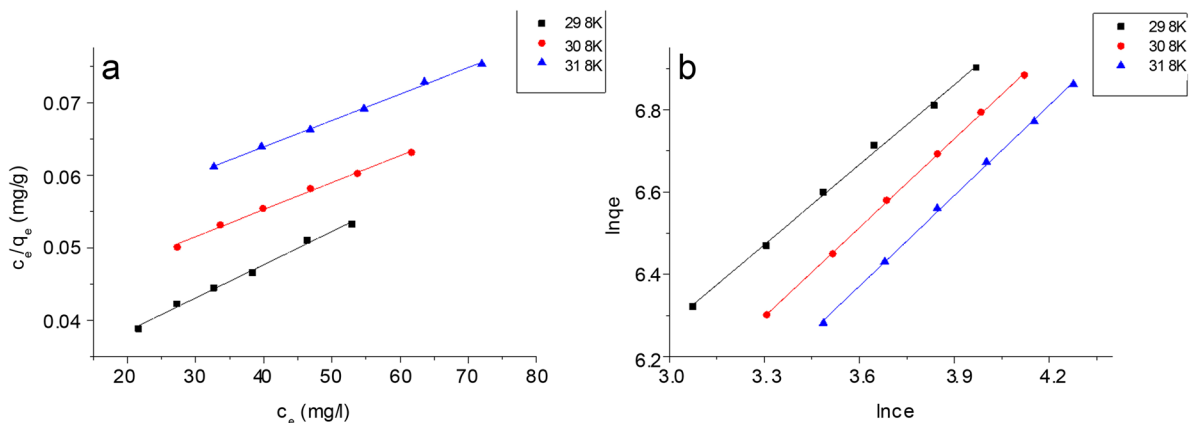 a
29 8K
30 8K
31 8K
0.07
0.06
0.05
0.04
c_e/q_e (mg/g)
20 30 40 50 60 70 80
c_e (mg/l)
b
29 8K
30 8K
31 8K
6.8
6.6
6.4
6.2
lnqe
3.0 3.3 3.6 3.9 4.2
lnce